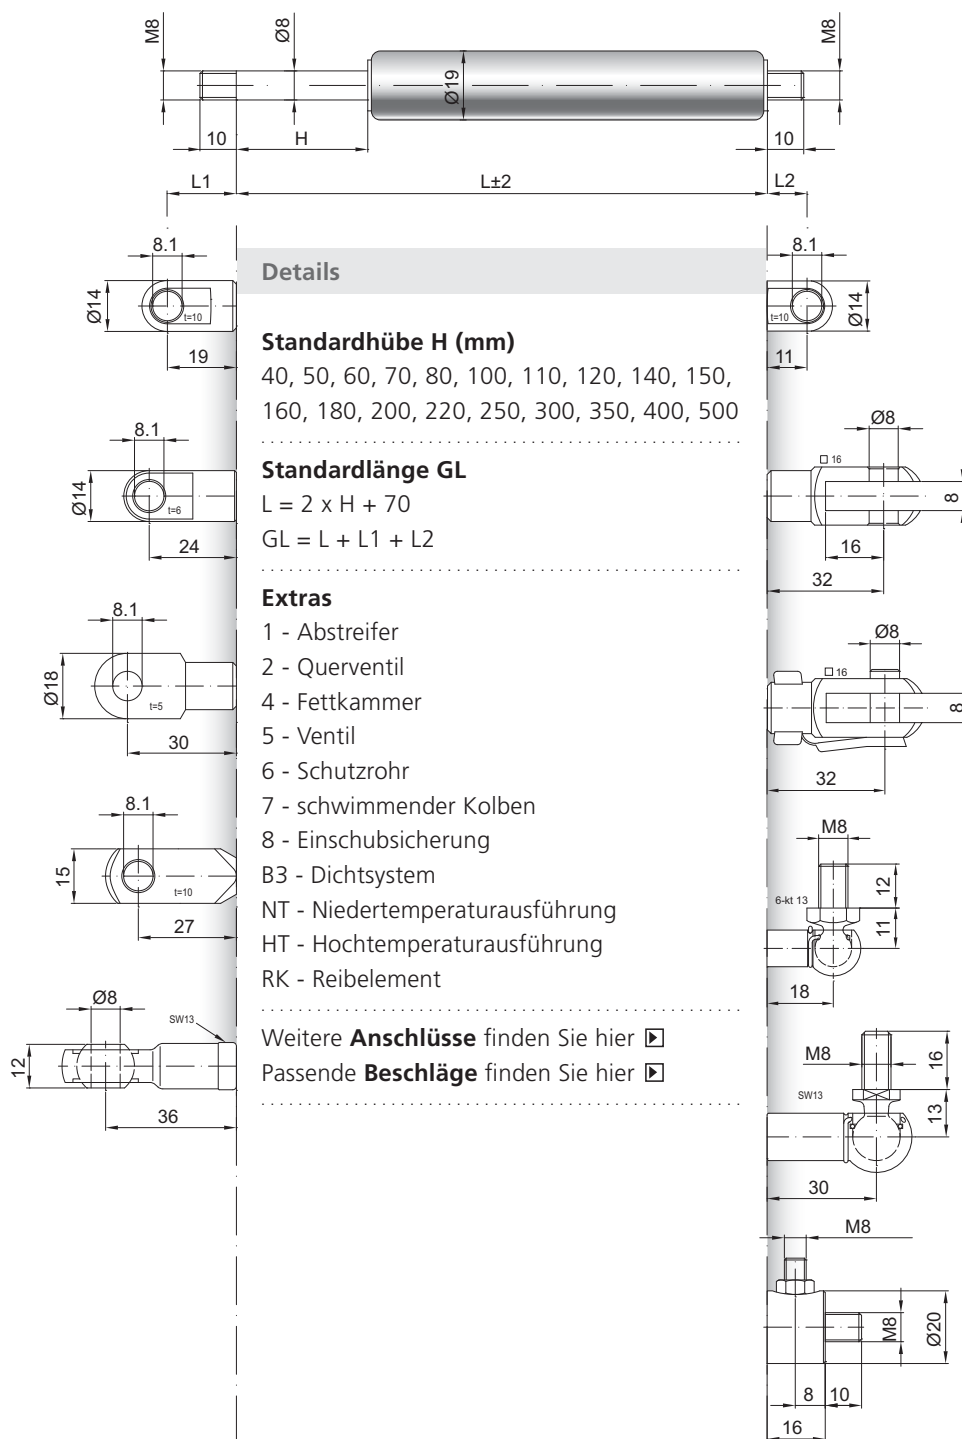 M8
Ø8
Ø19
M8
10
H
10
L1
L±2
L2
8.1
Ø14
t=10
19
8.1
t=10
Ø14
11
Details
Standardhübe H (mm)
40, 50, 60, 70, 80, 100, 110, 120, 140, 150,
160, 180, 200, 220, 250, 300, 350, 400, 500
Standardlänge GL
L = 2 x H + 70
GL = L + L1 + L2
Extras
1 - Abstreifer
2 - Querventil
4 - Fettkammer
5 - Ventil
6 - Schutzrohr
7 - schwimmender Kolben
8 - Einschubsicherung
B3 - Dichtsystem
NT - Niedertemperaturausführung
HT - Hochtemperaturausführung
RK - Reibelement
Weitere Anschlüsse finden Sie hier
Passende Beschläge finden Sie hier
8.1
Ø14
t=6
24
8.1
Ø18
t=5
30
8.1
15
t=10
27
Ø8
SW13
12
36
Ø8
□ 16
8
16
32
Ø8
□ 16
8
32
M8
6-kt 13
12
11
18
M8
SW13
16
13
30
M8
M8
Ø20
8
10
16